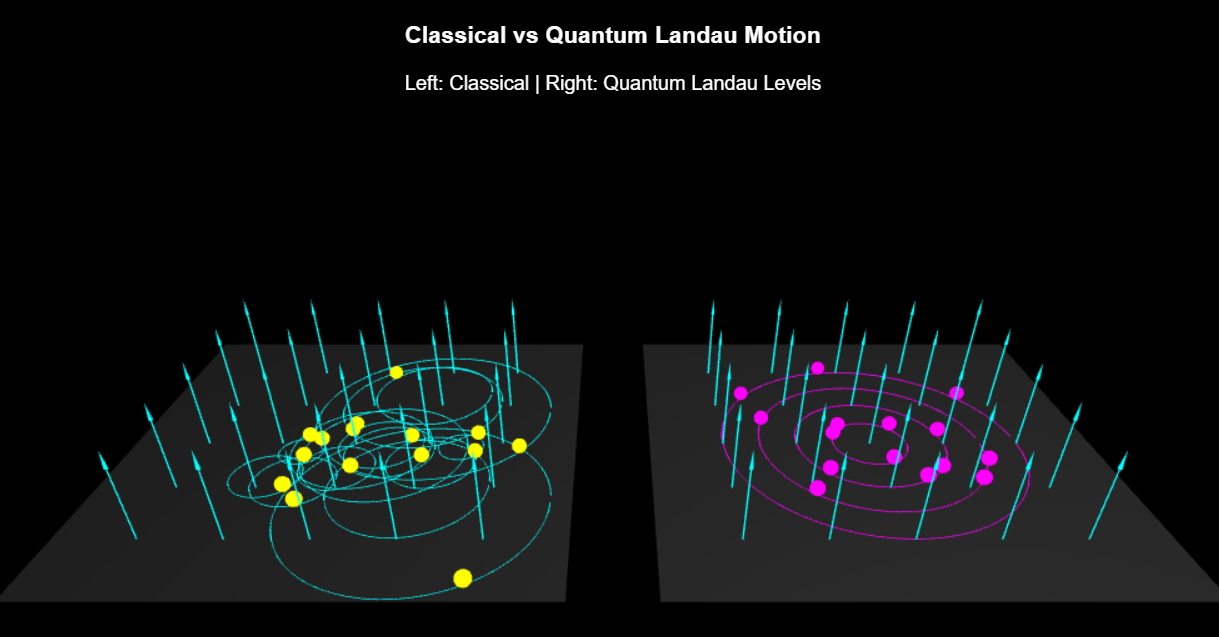 Classical vs Quantum Landau Motion
Left: Classical | Right: Quantum Landau Levels